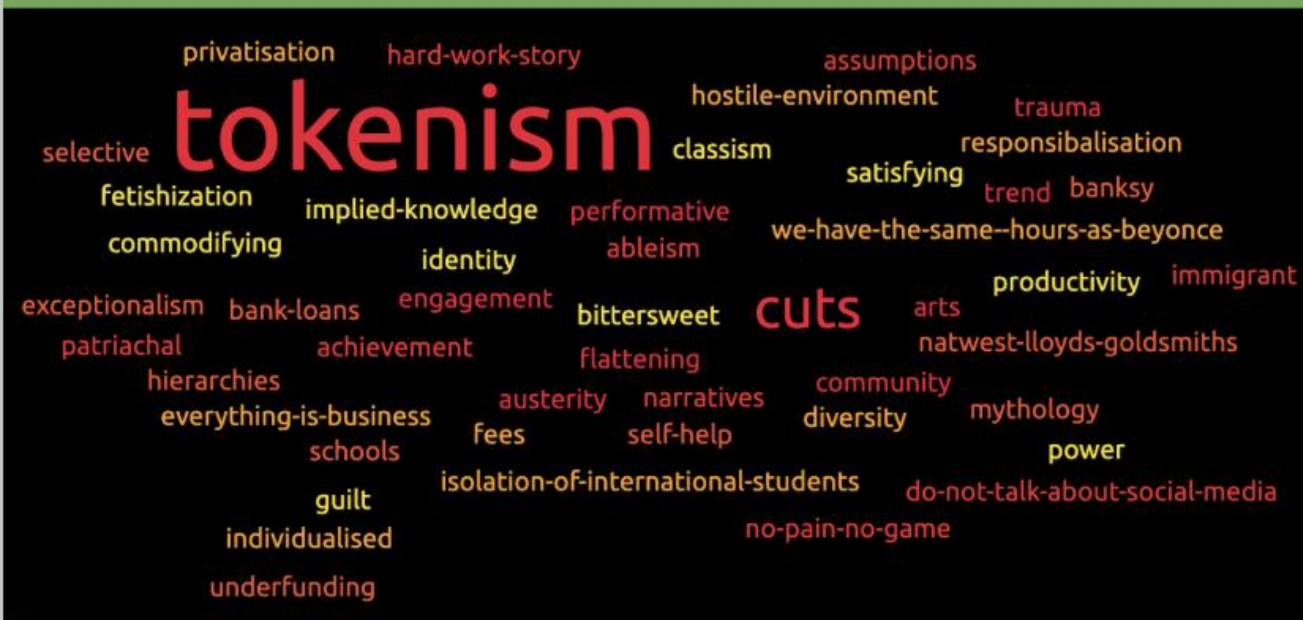 privatisation hard-work-story assumptions
hostile-environment trauma
tokenism
selective classism responsibalisation
satisfying trend banksy
fetishization implied-knowledge performative
we-have-the-same--hours-as-beyonce
commodifying identity ableism
productivity immigrant
exceptionalism bank-loans engagement bittersweet cuts arts
patriachal achievement flattening natwest-lloyds-goldsmiths
hierarchies austerity narratives community
everything-is-business fees self-help diversity mythology
schools power
guilt isolation-of-international-students do-not-talk-about-social-media
individualised no-pain-no-game
underfunding